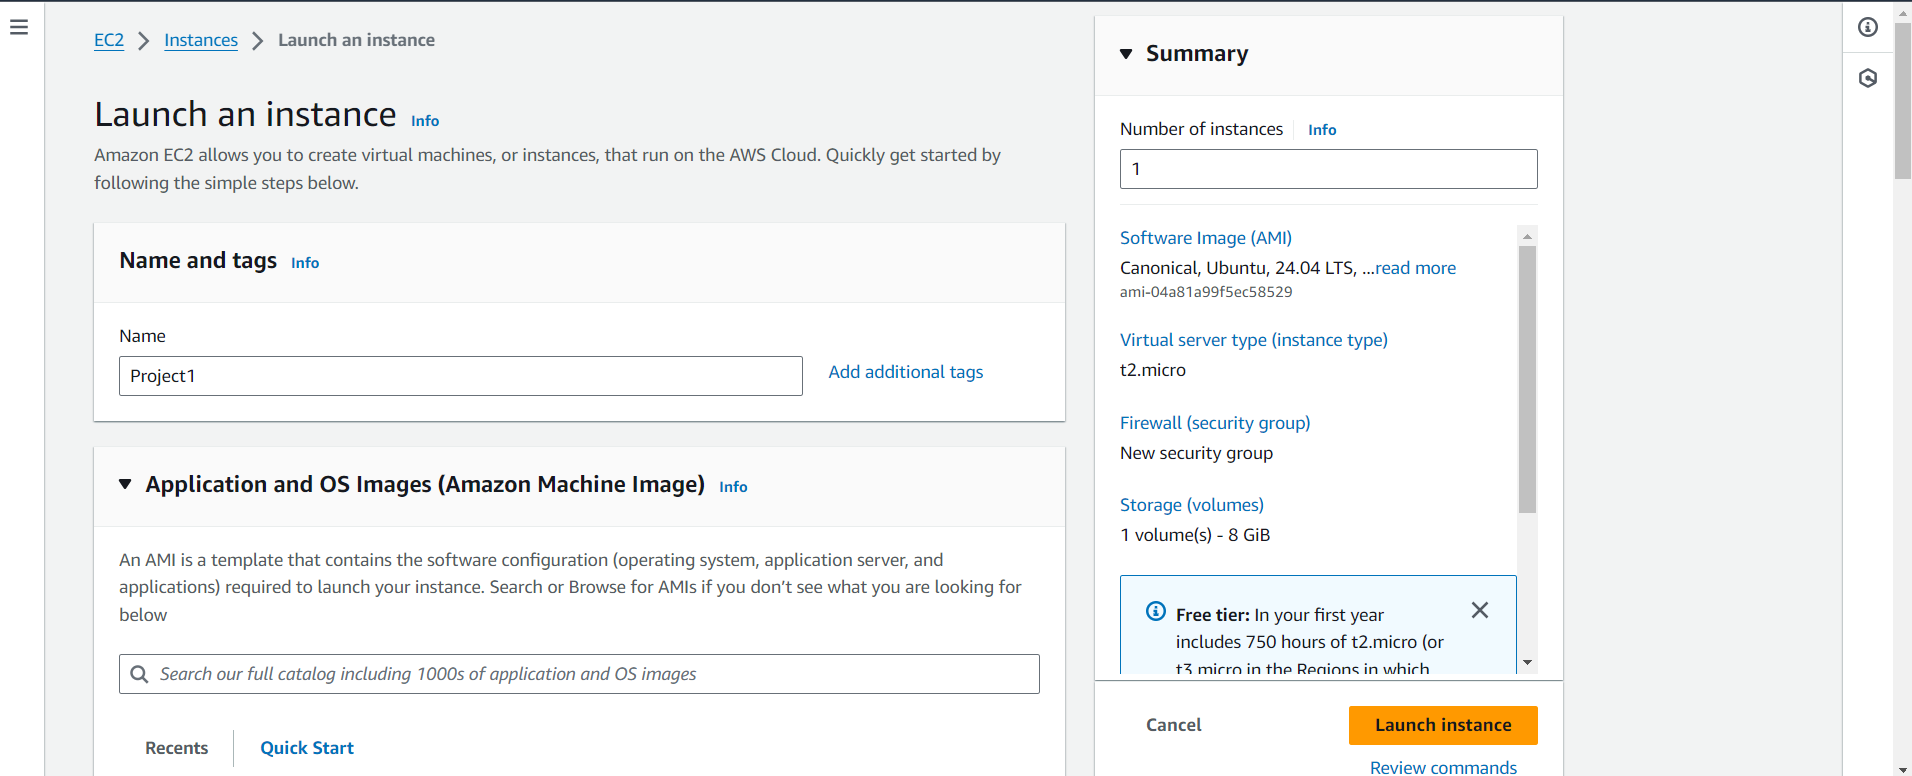 EC2 > Instances > Launch an instance
Launch an instance Info
Amazon EC2 allows you to create virtual machines, or instances, that run on the AWS Cloud. Quickly get started by
following the simple steps below.
Name and tags Info
Name
Project1
Add additional tags
Application and OS Images (Amazon Machine Image) Info
An AMI is a template that contains the software configuration (operating system, application server, and
applications) required to launch your instance. Search or Browse for AMIs if you don’t see what you are looking for
below
Search our full catalog including 1000s of application and OS images
Recents
Quick Start
Summary
Number of instances Info
1
Software Image (AMI)
Canonical, Ubuntu, 24.04 LTS, ...read more
ami-04a81a99f5ec58529
Virtual server type (instance type)
t2.micro
Firewall (security group)
New security group
Storage (volumes)
1 volume(s) - 8 GiB
Free tier: In your first year
includes 750 hours of t2.micro (or
t3.micro in the Regions in which
Cancel
Launch instance
Review commands